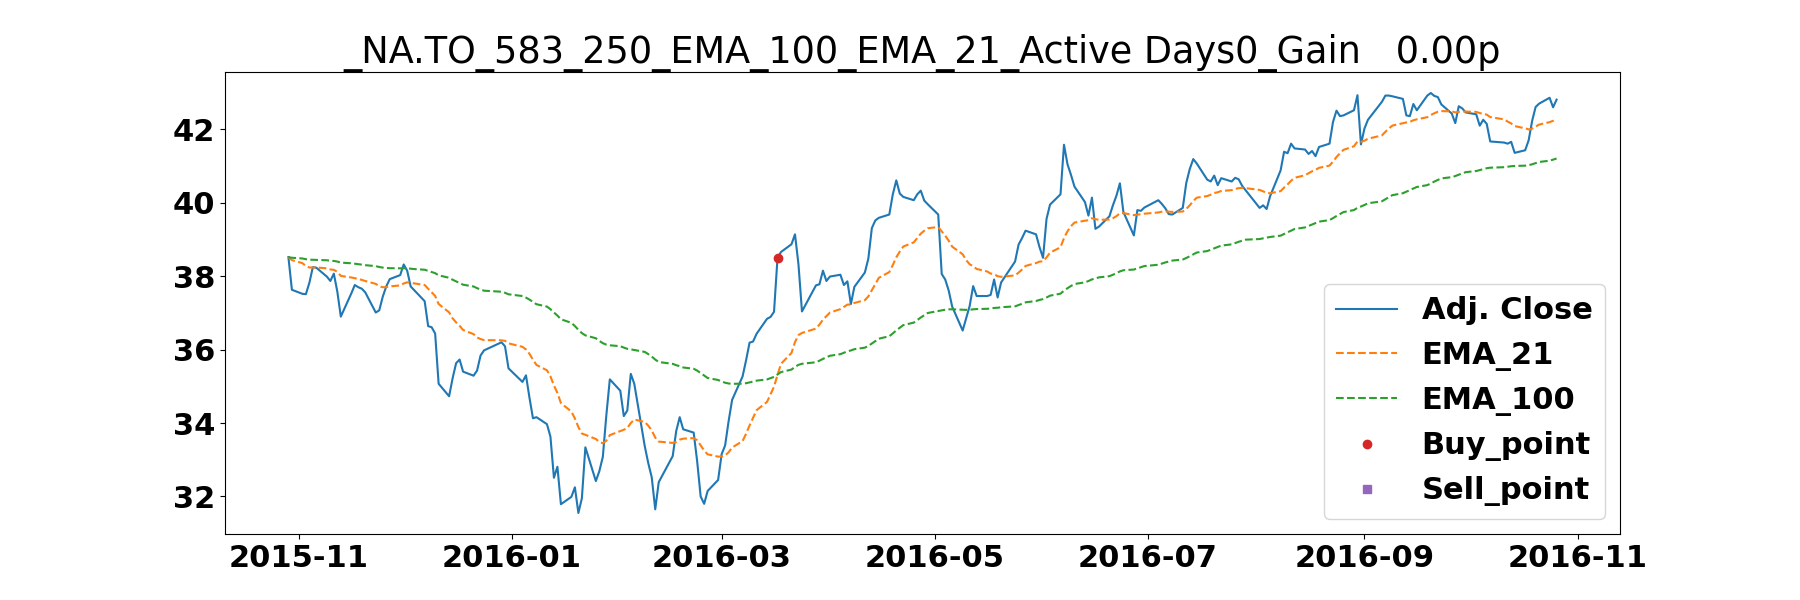 _NA.TO_583_250_EMA_100_EMA_21_Active Days0_Gain   0.00p
42
40
38
36
34
32
Adj. Close
EMA_21
EMA_100
Buy_point
Sell_point
2015-11 2016-01 2016-03 2016-05 2016-07 2016-09 2016-11